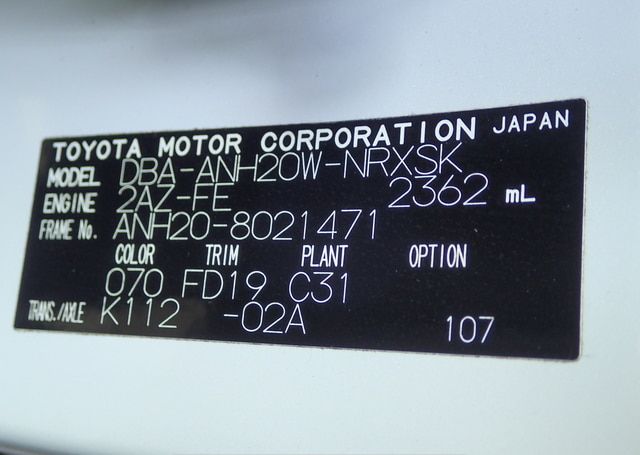 TOYOTA MOTOR CORPORATION JAPAN
MODEL DBA-ANH20W-NRXSK
ENGINE 2AZ-FE 2362 mL
FRAME No. ANH20-8021471
COLOR TRIM PLANT OPTION
070 FD19 C31
TRANS./AXLE K112 -02A
107